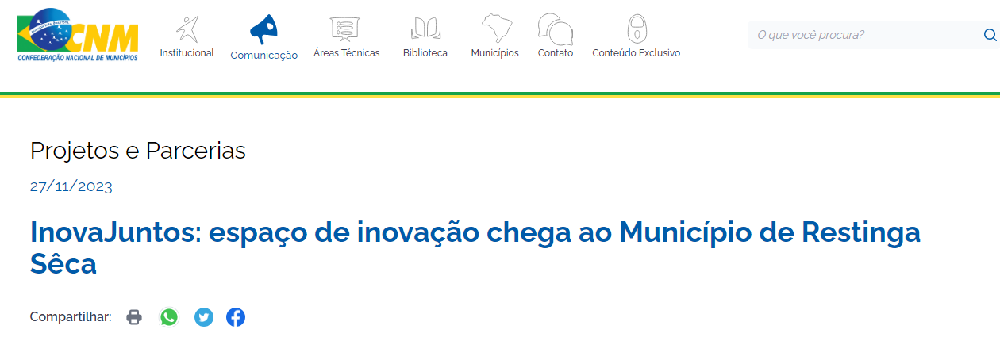 CNM
CONFEDERAÇÃO NACIONAL DE MUNICÍPIOS
Institucional
Comunicação
Áreas Técnicas
Biblioteca
Municípios
Contato
Conteúdo Exclusivo
O que você procura?
Projetos e Parcerias
27/11/2023
InovaJuntos: espaço de inovação chega ao Município de Restinga
Sêca
Compartilhar: